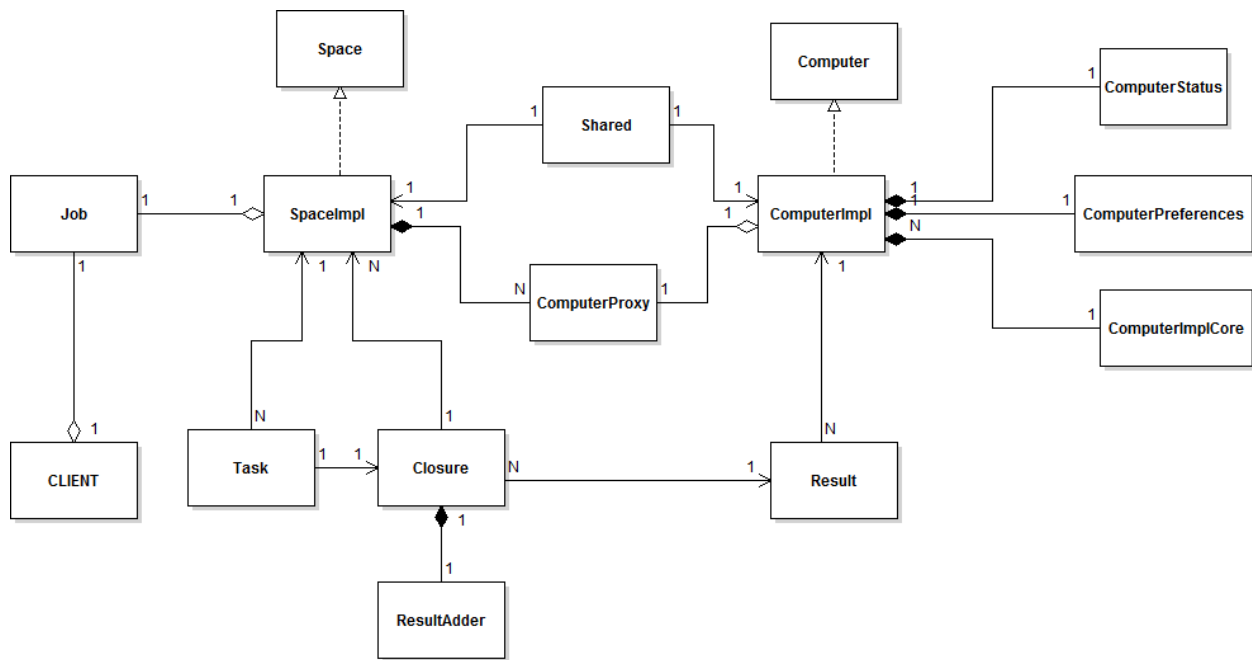 Space
Computer
1
ComputerStatus
1
Shared
1
Job
1
1
SpaceImpl
1
1
1
ComputerImpl
1
1
1
ComputerPreferences
1
1
N
1
1
N
N
ComputerProxy
1
1
1
ComputerImplCore
1
CLIENT
N
Task
1
1
1
Closure
N
1
N
Result
1
1
ResultAdder